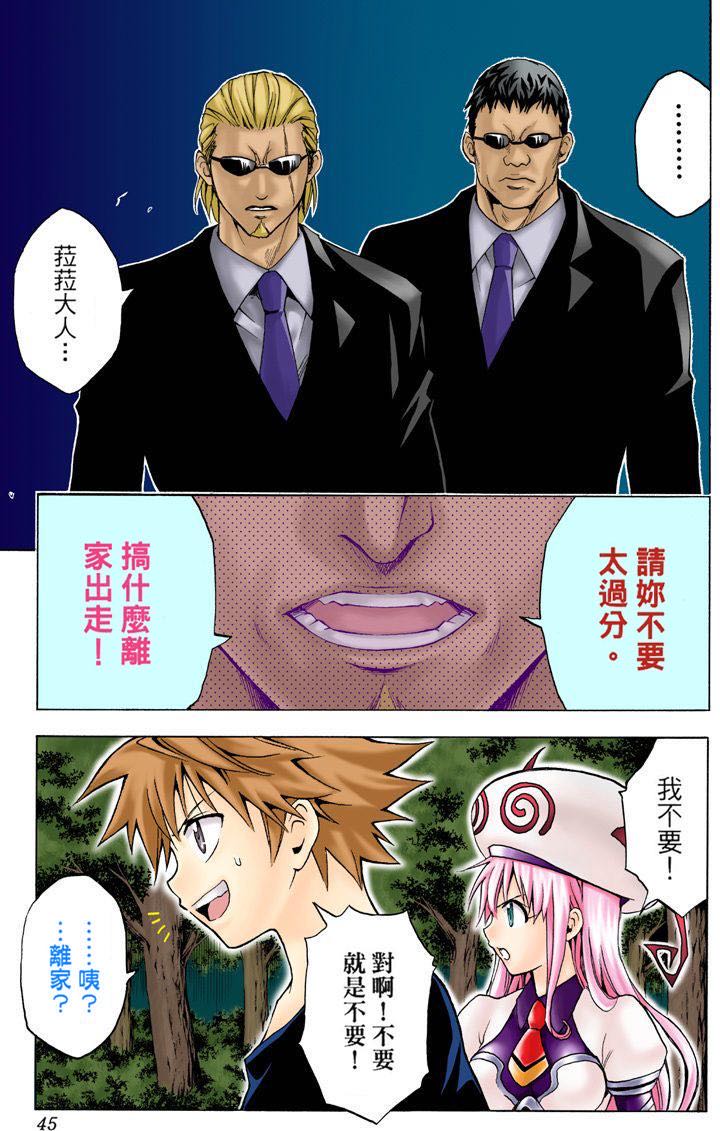 ………
菈菈大人…
請妳不要
太過分。
搞什麼離
家出走！
我不要！
對啊！不要
就是不要！
……咦？
…離家？
45